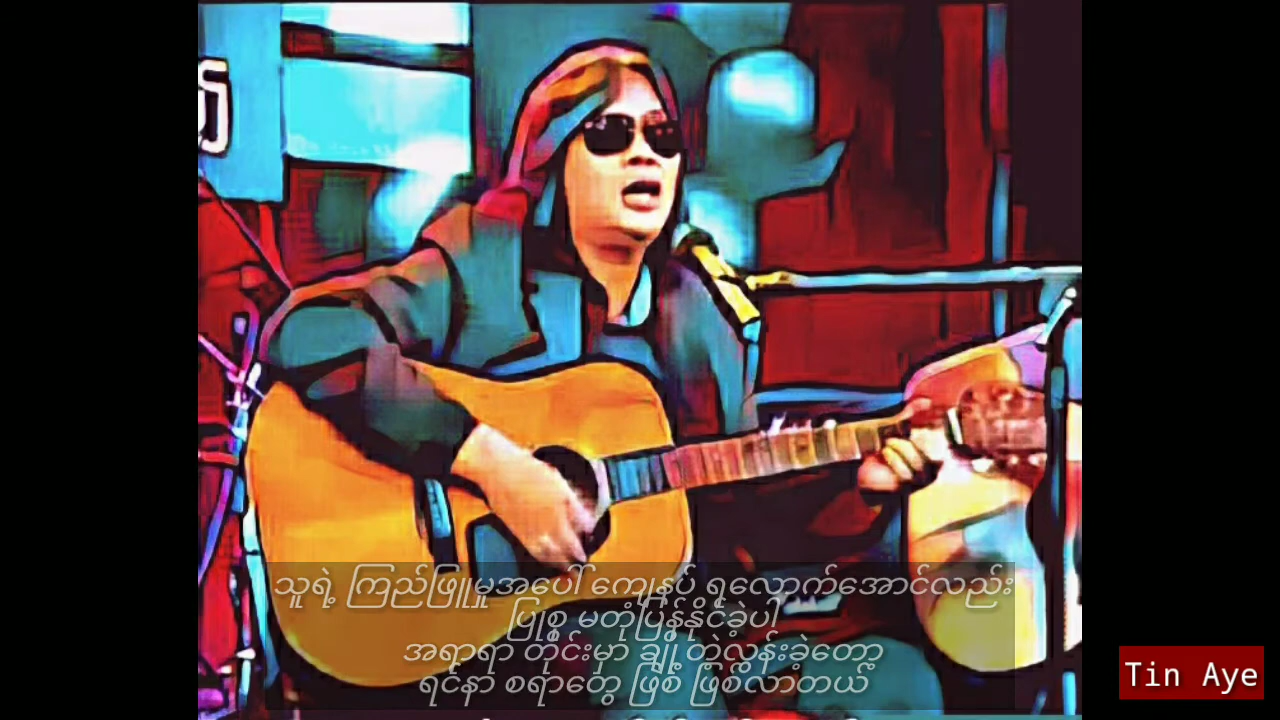 သူရဲ့ ကြည်ဖြူမှုအပေါ် ကျေနပ် ရလောက်အောင်လည်း
ပြုစု မတုံ့ပြန်နိုင်ခဲ့ပါ
အရာရာ တိုင်းမှာ ချို့ တဲ့လွန်းခဲ့တော့
ရင်နာ စရာတွေ ဖြစ် ဖြစ်လာတယ်
Tin Aye